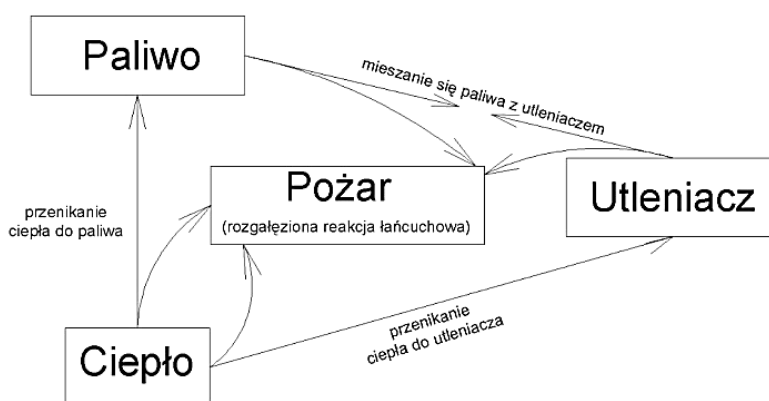 Paliwo
mieszanie się paliwa z utleniaczem
Pożar
(rozgałęziona reakcja łańcuchowa)
Utleniacz
przenikanie
ciepła do paliwa
Ciepło
przenikanie
ciepła do utleniacza